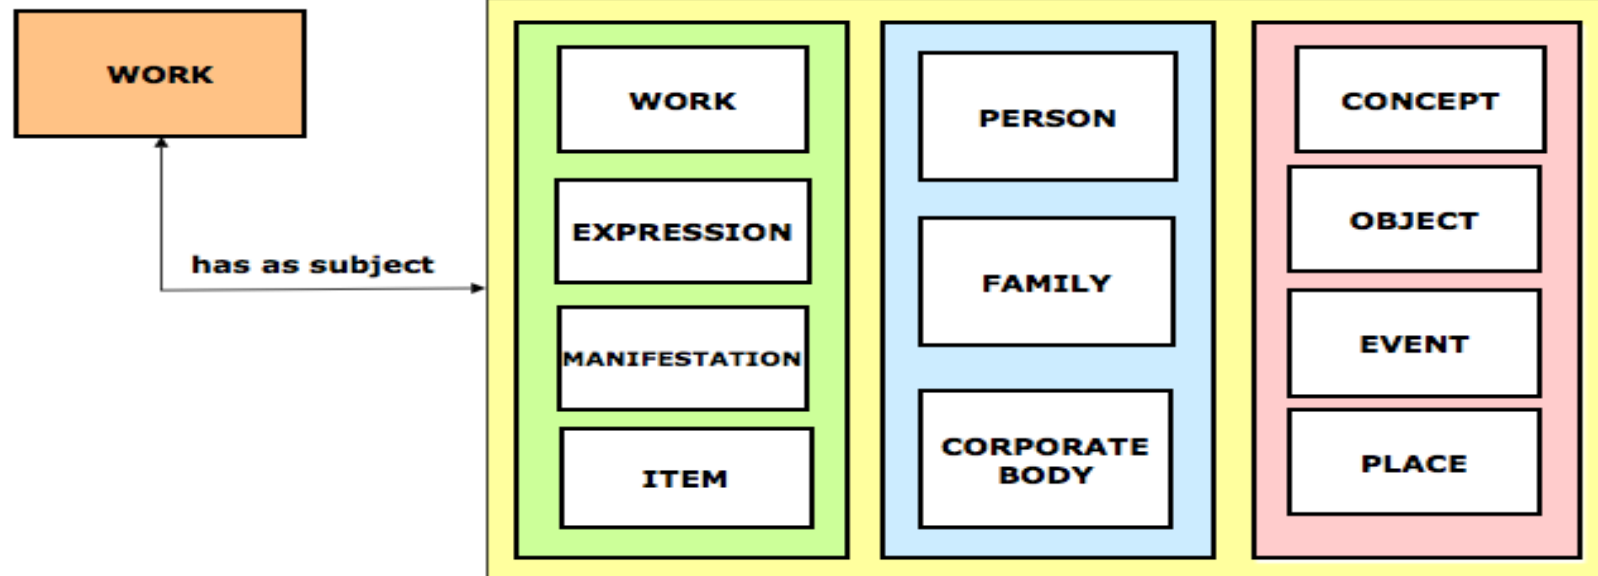 WORK
has as subject
WORK
EXPRESSION
MANIFESTATION
ITEM
PERSON
FAMILY
CORPORATE
BODY
CONCEPT
OBJECT
EVENT
PLACE